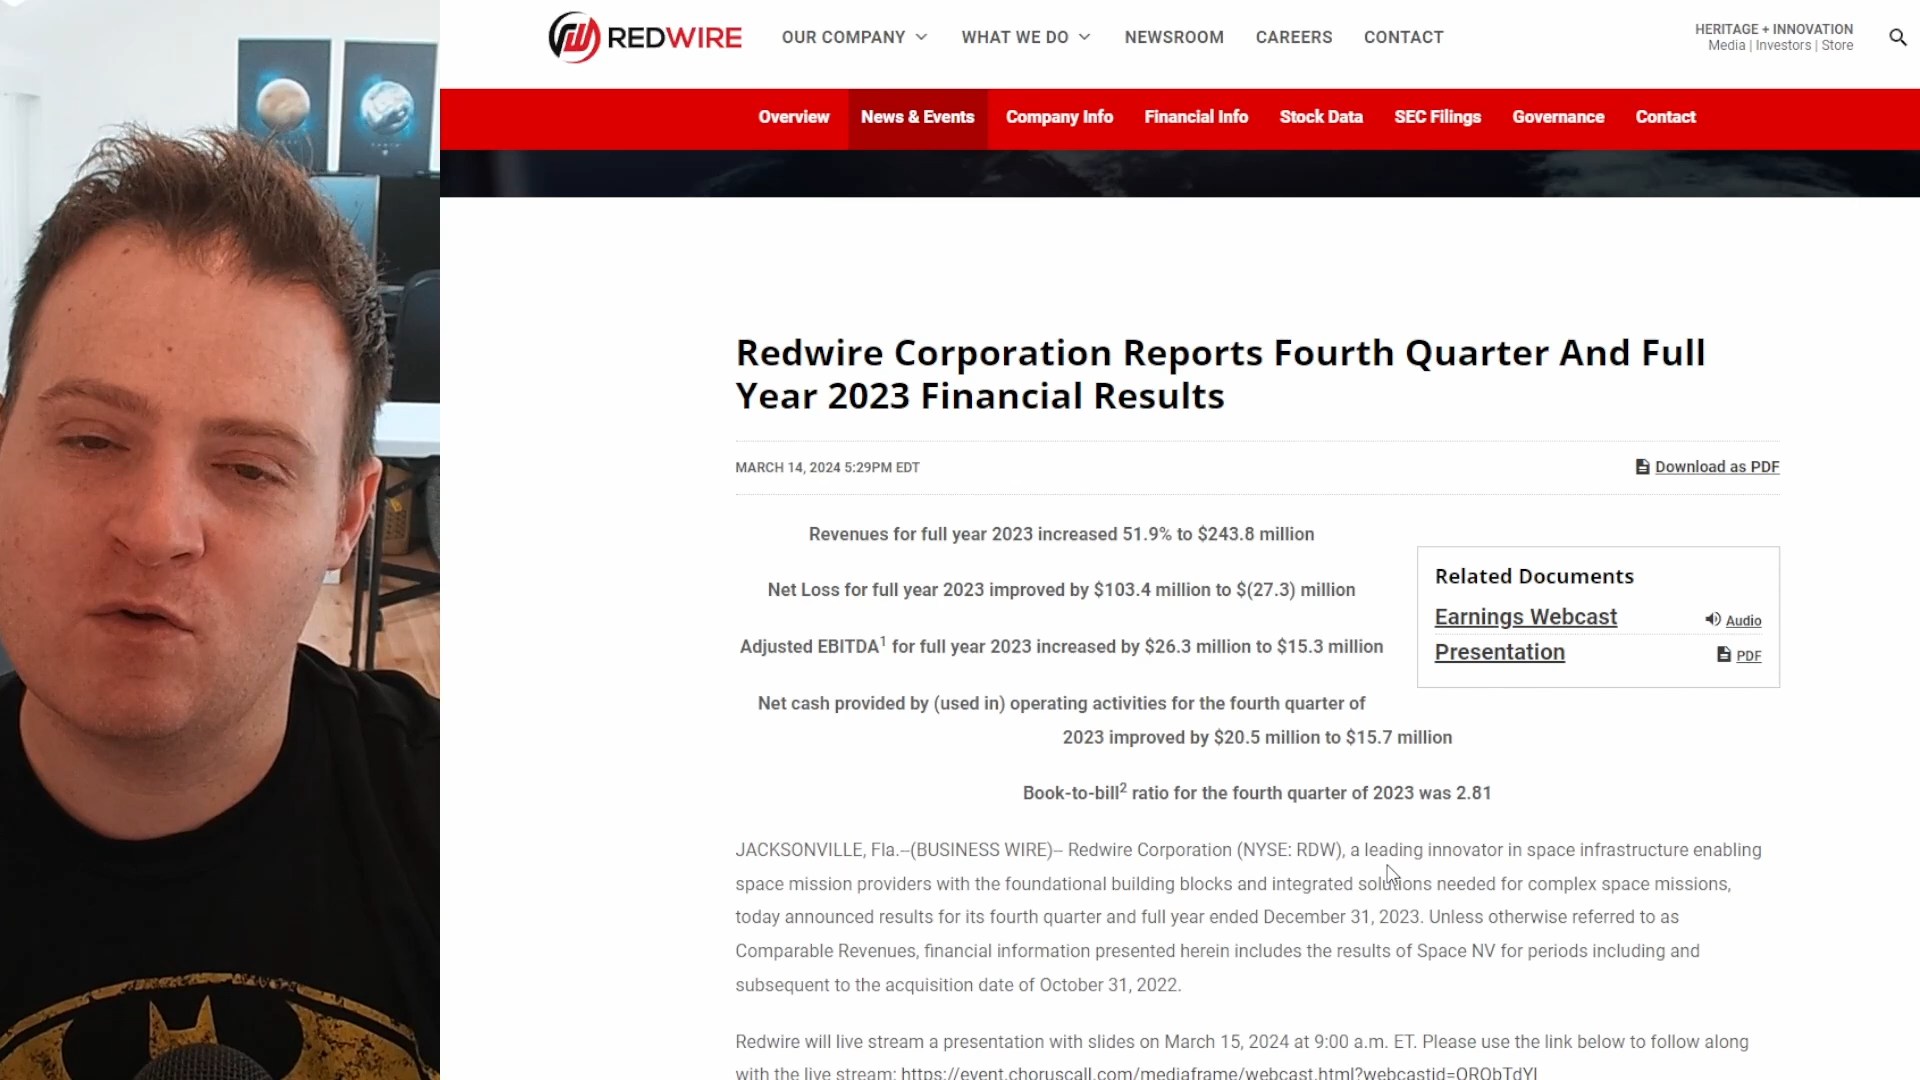 REDWIRE
OUR COMPANY
WHAT WE DO
NEWSROOM
CAREERS
CONTACT
HERITAGE + INNOVATION
Media | Investors | Store
Overview
News & Events
Company Info
Financial Info
Stock Data
SEC Filings
Governance
Contact
Redwire Corporation Reports Fourth Quarter And Full
Year 2023 Financial Results
MARCH 14, 2024 5:29PM EDT
Download as PDF
Revenues for full year 2023 increased 51.9% to $243.8 million
Net Loss for full year 2023 improved by $103.4 million to $(27.3) million
Adjusted EBITDA1 for full year 2023 increased by $26.3 million to $15.3 million
Net cash provided by (used in) operating activities for the fourth quarter of
2023 improved by $20.5 million to $15.7 million
Book-to-bill2 ratio for the fourth quarter of 2023 was 2.81
Related Documents
Earnings Webcast
Audio
Presentation
PDF
JACKSONVILLE, Fla.--(BUSINESS WIRE)-- Redwire Corporation (NYSE: RDW), a leading innovator in space infrastructure enabling
space mission providers with the foundational building blocks and integrated solutions needed for complex space missions,
today announced results for its fourth quarter and full year ended December 31, 2023. Unless otherwise referred to as
Comparable Revenues, financial information presented herein includes the results of Space NV for periods including and
subsequent to the acquisition date of October 31, 2022.
Redwire will live stream a presentation with slides on March 15, 2024 at 9:00 a.m. ET. Please use the link below to follow along
with the live stream: https://event.choruscall.com/mediaframe/webcast.html?webcastid=